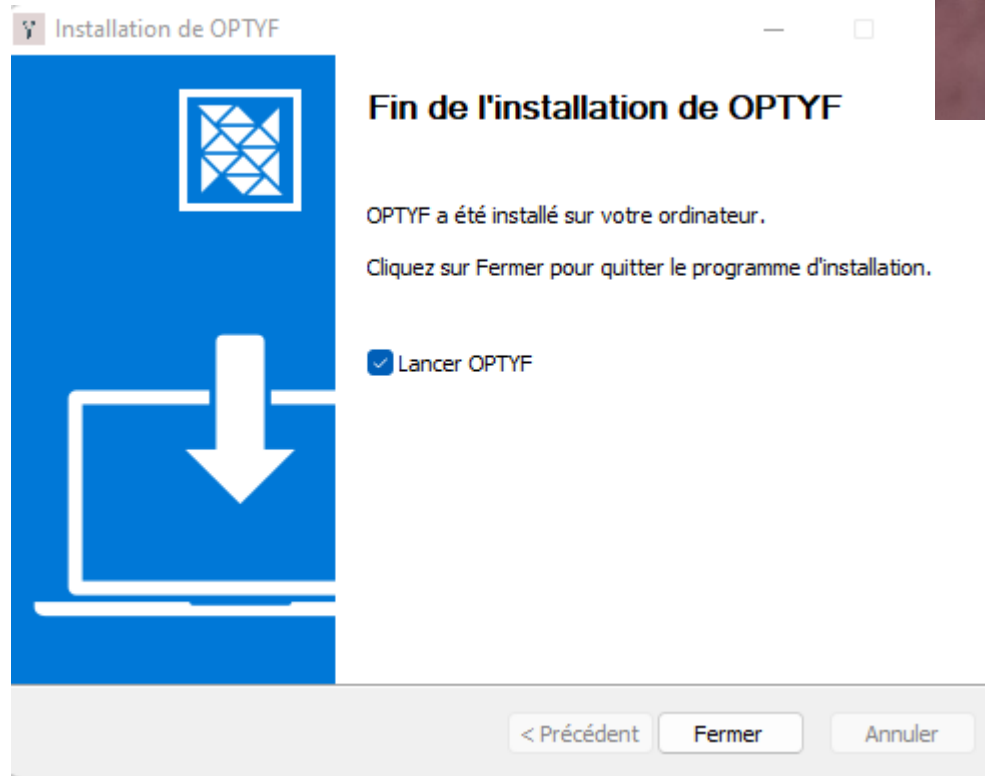 Installation de OPTYF
Fin de l'installation de OPTYF
OPTYF a été installé sur votre ordinateur.
Cliquez sur Fermer pour quitter le programme d'installation.
Lancer OPTYF
< Précédent Fermer Annuler